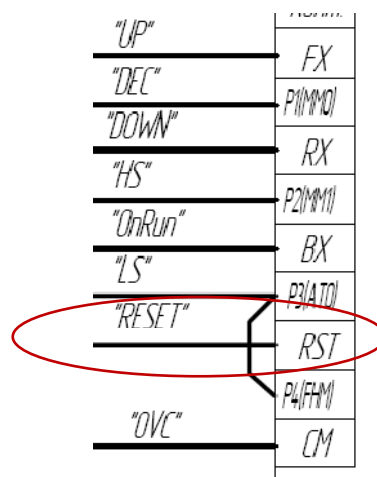 "UP"
FX
"DEC"
P1(MM0)
"DOWN"
RX
"HS"
P2(MM1)
"OnRun"
BX
"LS"
P3(AT0)
"RESET"
RST
P4(FHM)
"OVC"
CM